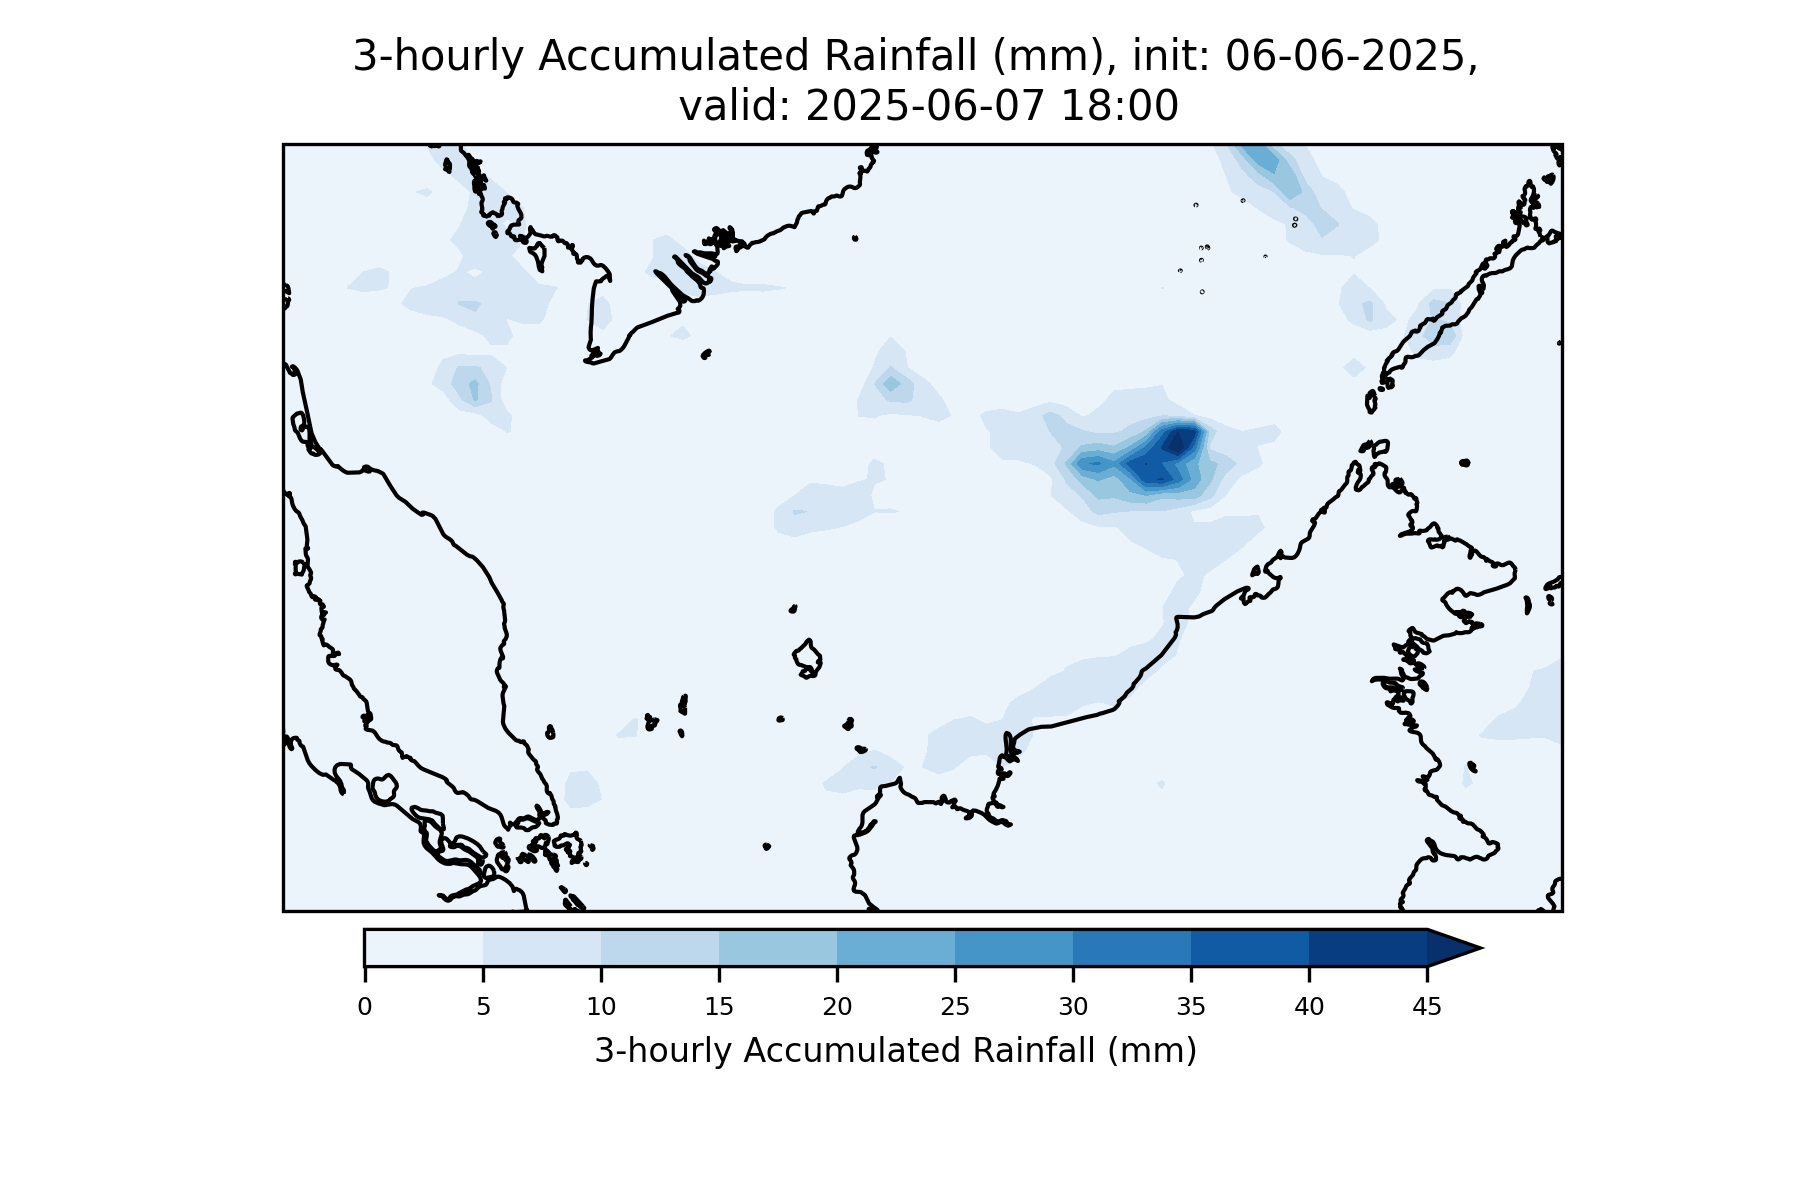 3-hourly Accumulated Rainfall (mm), init: 06-06-2025,
valid: 2025-06-07 18:00
0 5 10 15 20 25 30 35 40 45
3-hourly Accumulated Rainfall (mm)